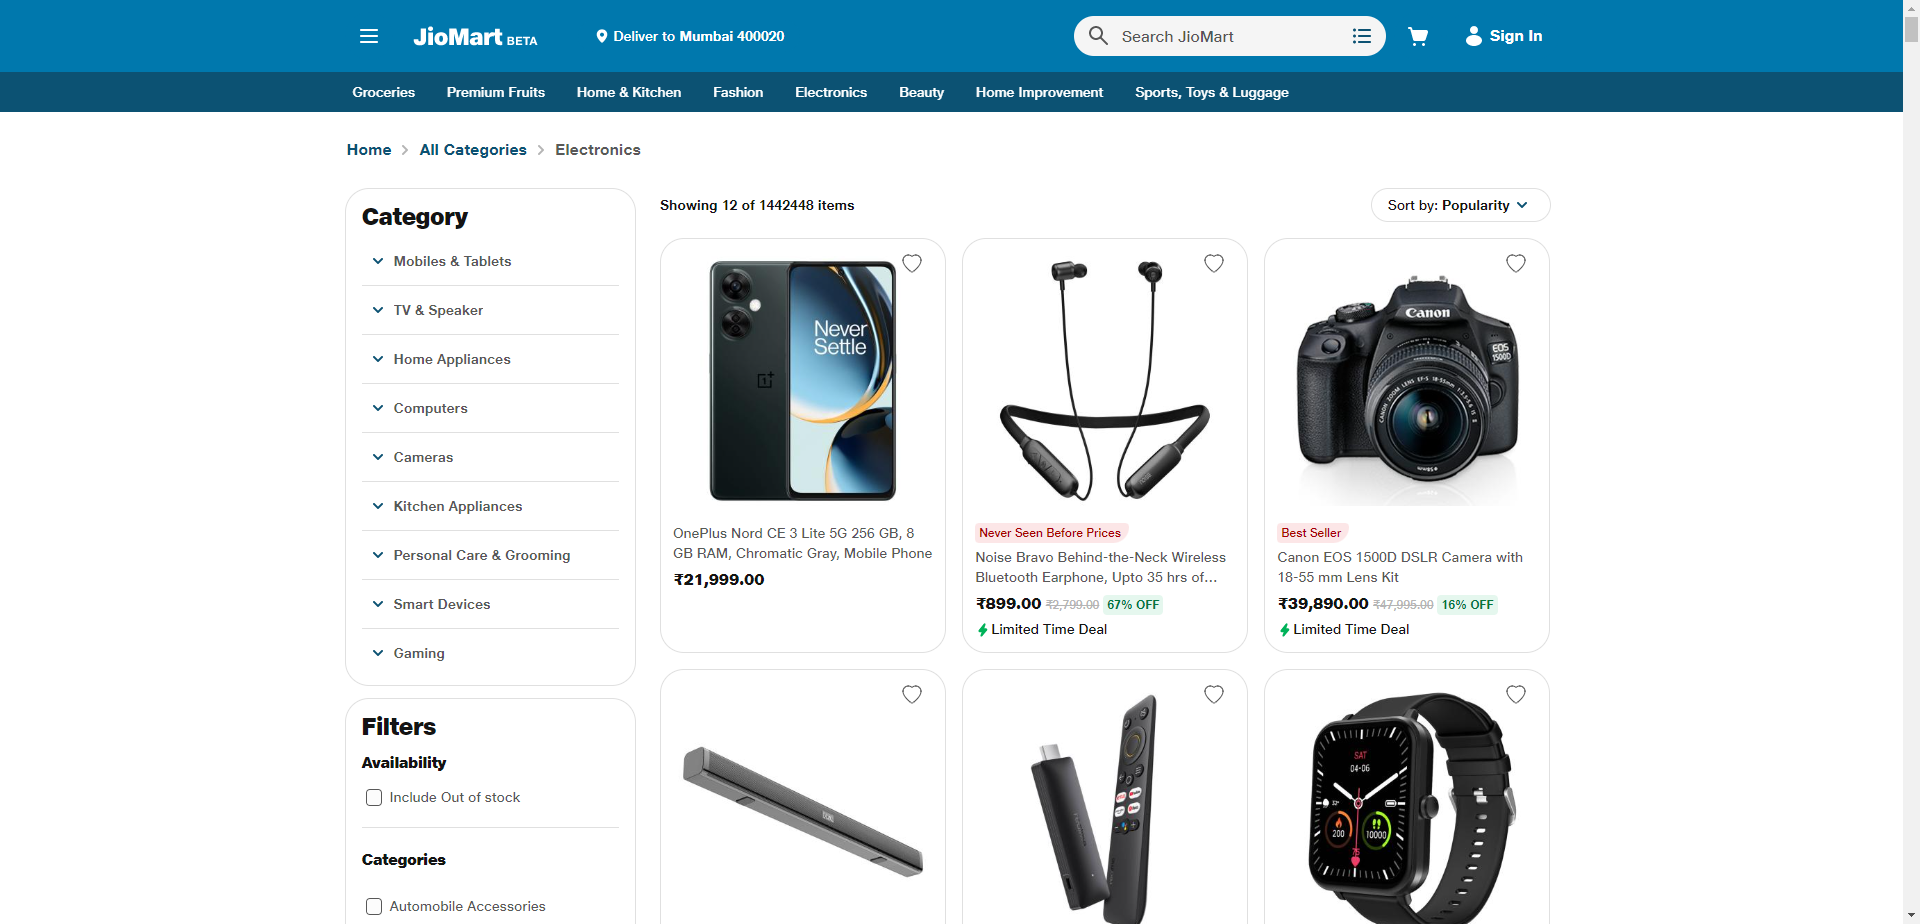 JioMart BETA
Deliver to Mumbai 400020
Search JioMart
Sign In
Groceries
Premium Fruits
Home & Kitchen
Fashion
Electronics
Beauty
Home Improvement
Sports, Toys & Luggage
Home
All Categories
Electronics
Category
Mobiles & Tablets
TV & Speaker
Home Appliances
Computers
Cameras
Kitchen Appliances
Personal Care & Grooming
Smart Devices
Gaming
Filters
Availability
Include Out of stock
Categories
Automobile Accessories
Showing 12 of 1442448 items
Sort by: Popularity
Never
Settle
OnePlus Nord CE 3 Lite 5G 256 GB, 8
GB RAM, Chromatic Gray, Mobile Phone
₹21,999.00
Never Seen Before Prices
Noise Bravo Behind-the-Neck Wireless
Bluetooth Earphone, Upto 35 hrs of...
₹899.00 ₹2,799.00 67% OFF
Limited Time Deal
Canon
EOS
1500D
CANON ZOOM LENS EF-S 18-55mm
Best Seller
Canon EOS 1500D DSLR Camera with
18-55 mm Lens Kit
₹39,890.00 ₹47,995.00 16% OFF
Limited Time Deal
SAT
04-06
200
10000
75